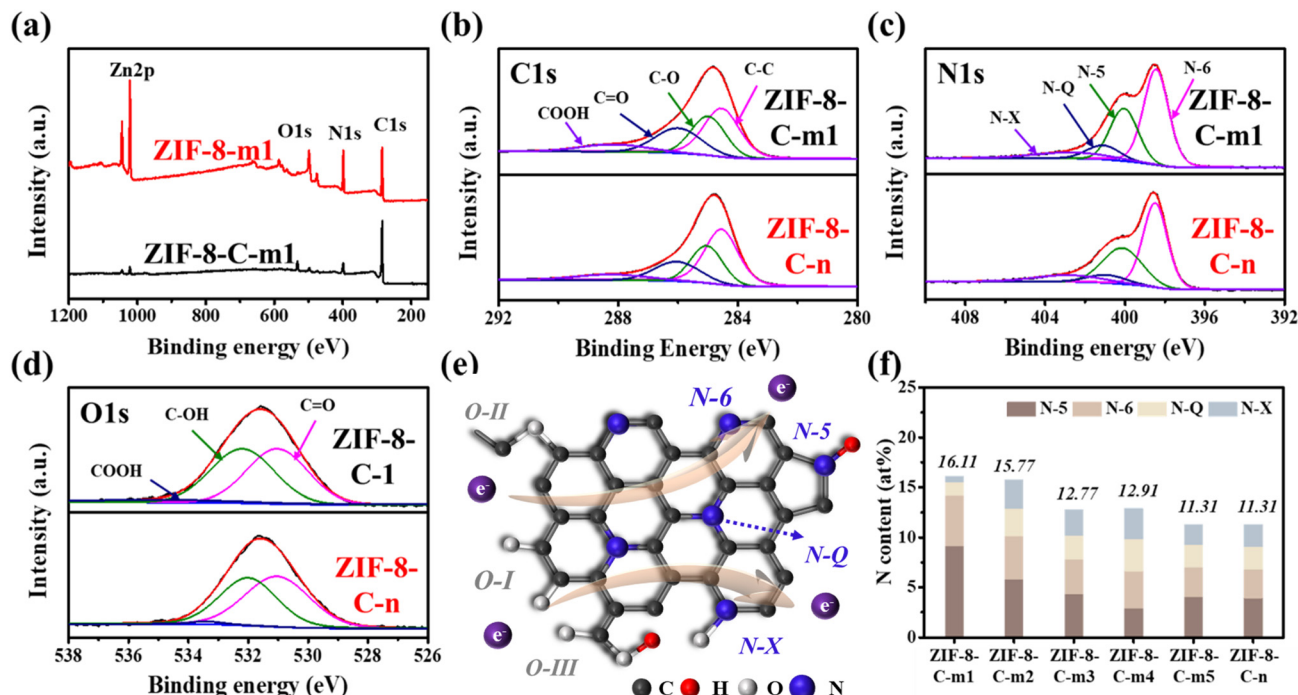 (a)
Zn2p
O1s
N1s
C1s
ZIF-8-m1
ZIF-8-C-m1
Intensity (a.u.)
1200 1000 800 600 400 200
Binding energy (eV)
(b)
C1s
COOH
C=O
C-O
C-C
ZIF-8-
C-m1
ZIF-8-
C-n
Intensity (a.u.)
292 288 284 280
Binding Energy (eV)
(c)
N1s
N-X
N-Q
N-5
N-6
ZIF-8-
C-m1
ZIF-8-
C-n
Intensity (a.u.)
408 404 400 396 392
Binding energy (eV)
(d)
O1s
COOH
C-OH
C=O
ZIF-8-
C-1
ZIF-8-
C-n
Intensity (a.u.)
538 536 534 532 530 528 526
Binding energy (eV)
(e)
O-II
N-6
e-
N-5
e-
N-Q
O-I
e-
e-
O-III
N-X
C H O N
(f)
N content (at%)
25
20
15
10
5
0
N-5 N-6 N-Q N-X
16.11
15.77
12.77
12.91
11.31
11.31
ZIF-8- ZIF-8- ZIF-8- ZIF-8- ZIF-8- ZIF-8-
C-m1 C-m2 C-m3 C-m4 C-m5 C-n